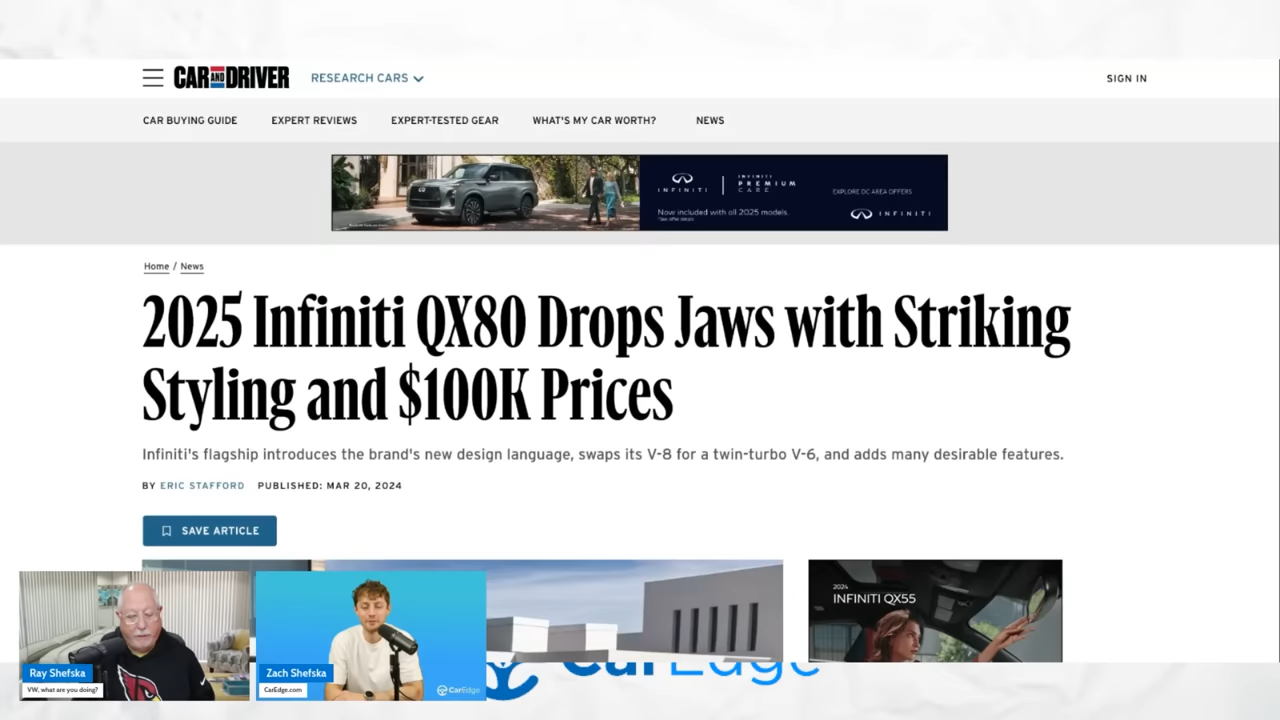 CAR AND DRIVER
RESEARCH CARS
SIGN IN
CAR BUYING GUIDE
EXPERT REVIEWS
EXPERT-TESTED GEAR
WHAT'S MY CAR WORTH?
NEWS
INFINITI
INFINITI
PREMIUM
CARE
Now included with all 2025 models.
EXPLORE DC AREA OFFERS
INFINITI
Home / News
2025 Infiniti QX80 Drops Jaws with Striking
Styling and $100K Prices
Infiniti's flagship introduces the brand's new design language, swaps its V-8 for a twin-turbo V-6, and adds many desirable features.
BY ERIC STAFFORD PUBLISHED: MAR 20, 2024
SAVE ARTICLE
2024
INFINITI QX55
Ray Shefska
VW, what are you doing?
Zach Shefska
CarEdge.com
CarEdge
CarEdge